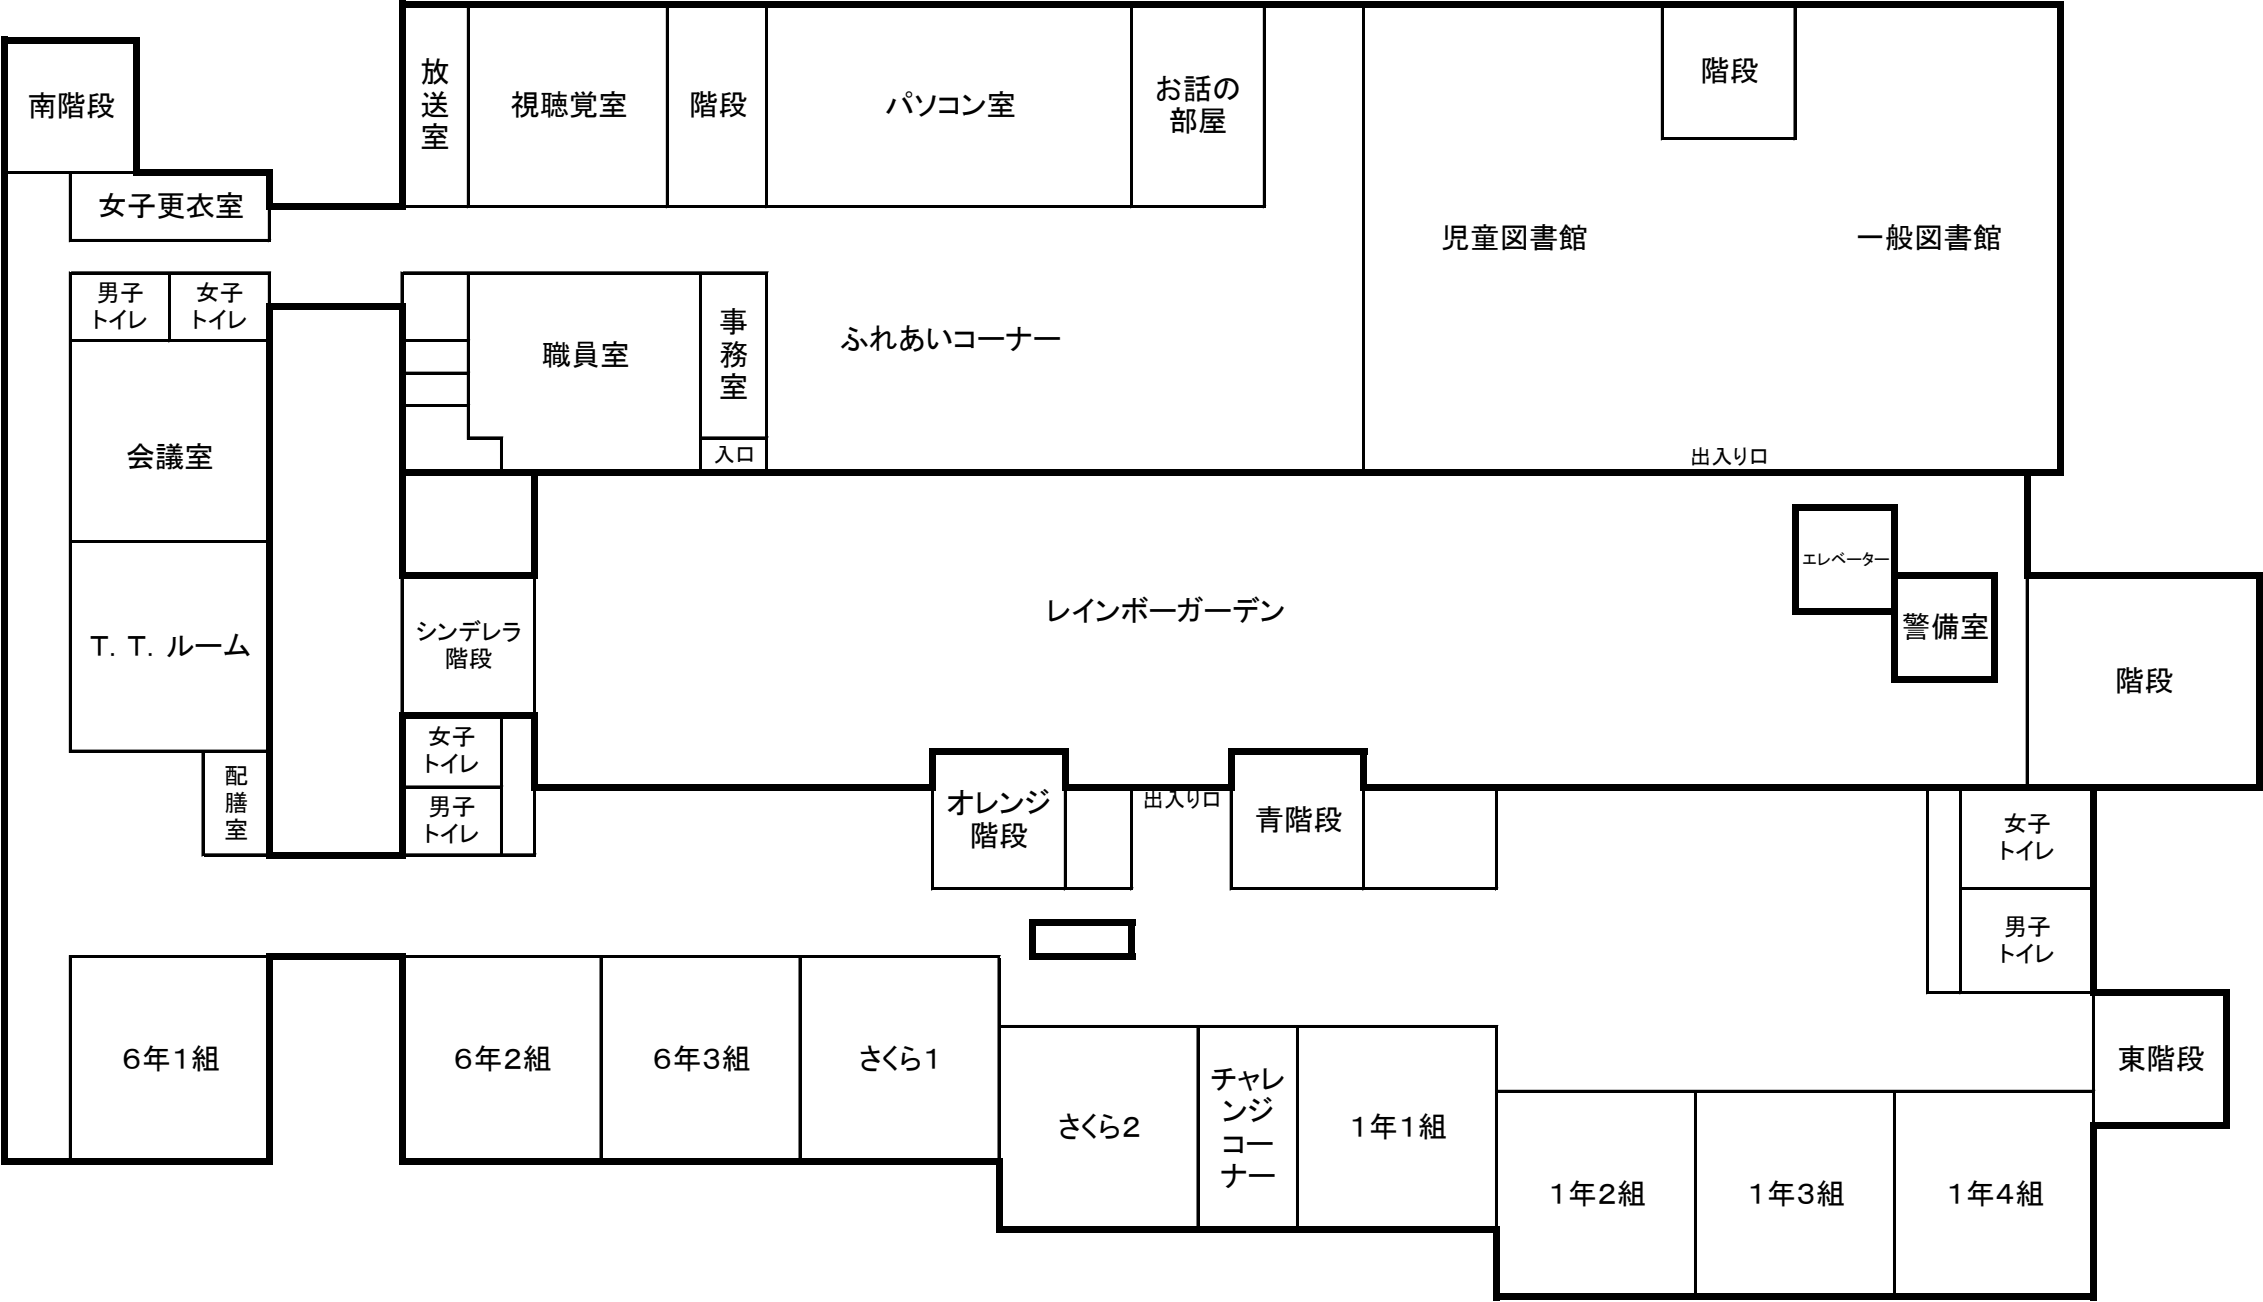 南階段
放送室
視聴覚室
階段
パソコン室
お話の
部屋
階段
女子更衣室
児童図書館
一般図書館
男子
トイレ
女子
トイレ
職員室
事務室
ふれあいコーナー
会議室
入口
出入り口
エレベーター
レインボーガーデン
警備室
T. T. ルーム
シンデレラ
階段
階段
女子
トイレ
配膳室
男子
トイレ
オレンジ
階段
出入り口
青階段
女子
トイレ
男子
トイレ
6年1組
6年2組
6年3組
さくら1
さくら2
チャレ
ンジ
コー
ナー
1年1組
東階段
1年2組
1年3組
1年4組